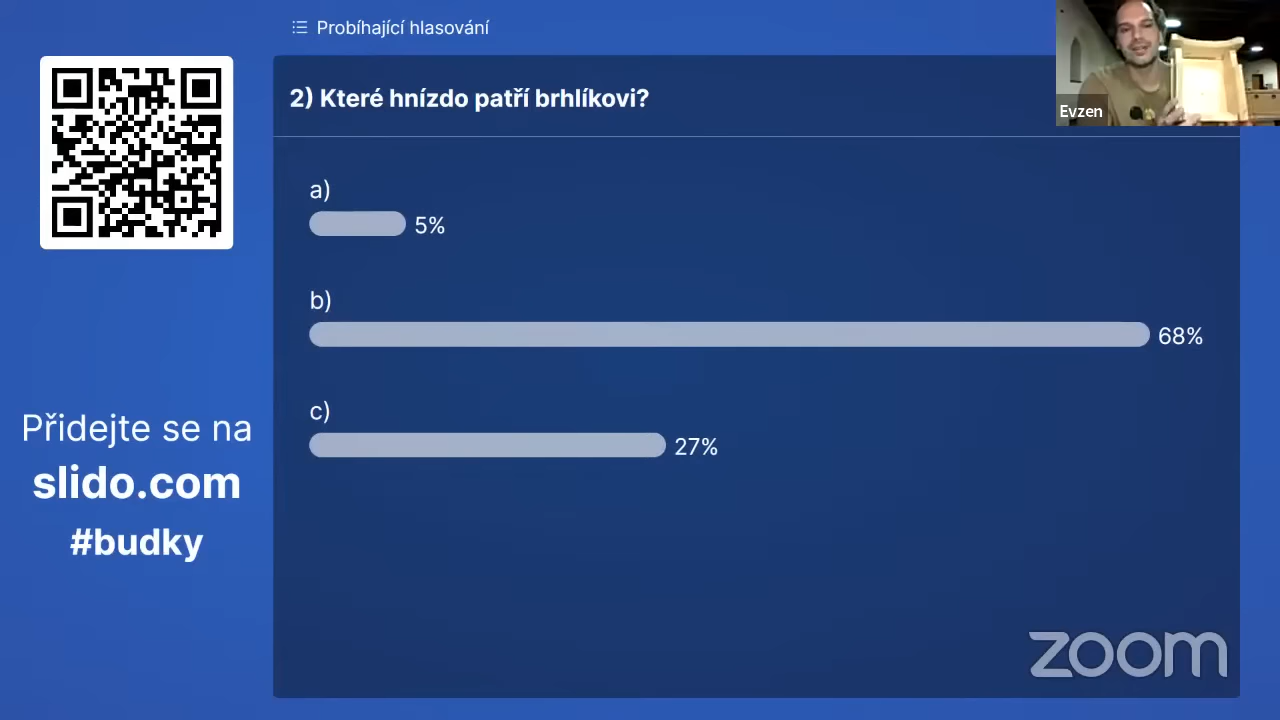 Probíhající hlasování
2) Které hnízdo patří brhlíkovi?
Evzen
a)
5%
b)
68%
c)
27%
Přidejte se na
slido.com
#budky
zoom